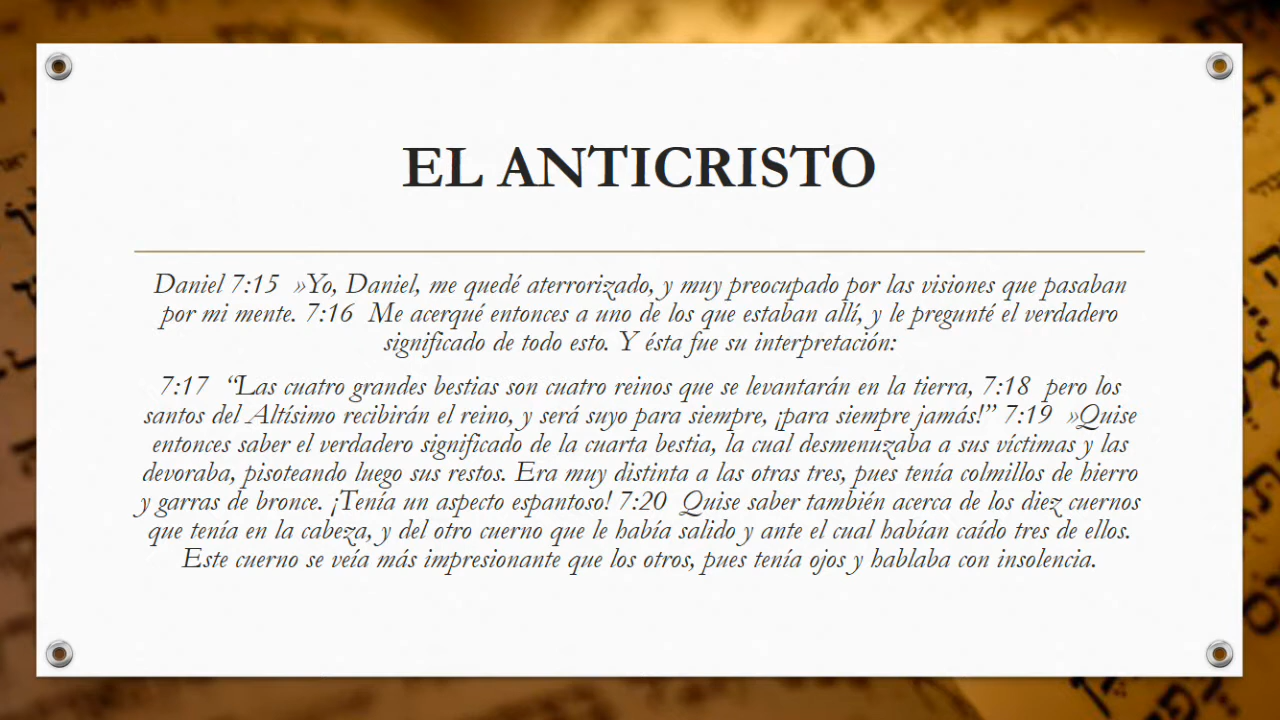 EL ANTICRISTO
Daniel 7:15 »Yo, Daniel, me quedé aterrorizado, y muy preocupado por las visiones que pasaban
por mi mente. 7:16 Me acerqué entonces a uno de los que estaban allí, y le pregunté el verdadero
significado de todo esto. Y ésta fue su interpretación:
7:17 “Las cuatro grandes bestias son cuatro reinos que se levantarán en la tierra, 7:18 pero los
santos del Altísimo recibirán el reino, y será suyo para siempre, ¡para siempre jamás!” 7:19 »Quise
entonces saber el verdadero significado de la cuarta bestia, la cual desmenuzaba a sus víctimas y las
devoraba, pisoteando luego sus restos. Era muy distinta a las otras tres, pues tenía colmillos de hierro
y garras de bronce. ¡Tenía un aspecto espantoso! 7:20 Quise saber también acerca de los diez cuernos
que tenía en la cabeza, y del otro cuerno que le había salido y ante el cual habían caído tres de ellos.
Este cuerno se veía más impresionante que los otros, pues tenía ojos y hablaba con insolencia.